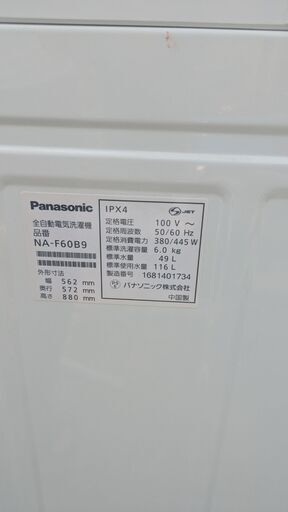 Panasonic
全自動電気洗濯機
品番
NA-F60B9
外形寸法
幅 562 mm
奥行 572 mm
高さ 880 mm
IPX4
S JET
定格電圧 100 V ～
定格周波数 50/60 Hz
定格消費電力 380/445 W
標準洗濯容量 6.0 kg
標準水量 49 L
標準使用水量 116 L
製造番号 1681401734
パナソニック株式会社
中国製